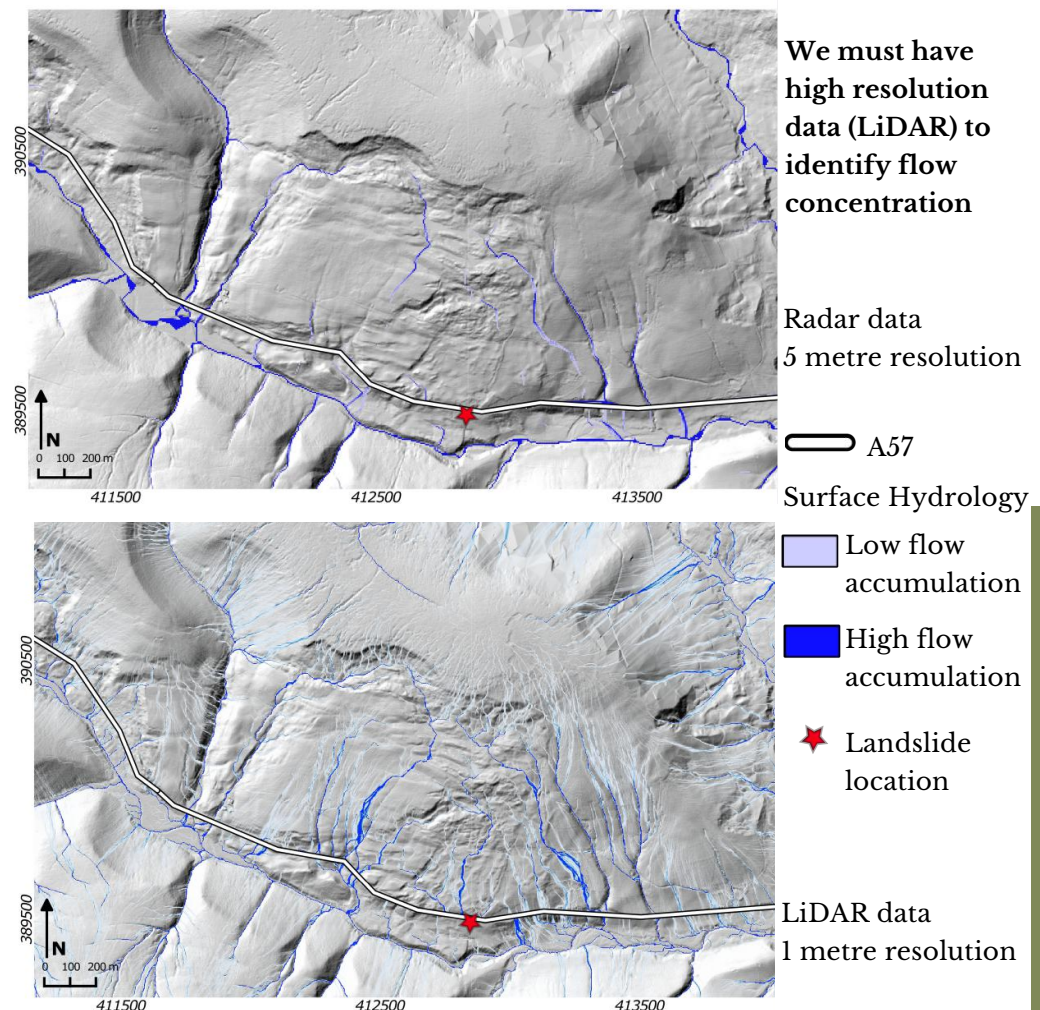 We must have
high resolution
data (LiDAR) to
identify flow
concentration
390500
389500
N
0 100 200 m
411500
412500
413500
Radar data
5 metre resolution
A57
Surface Hydrology
Low flow
accumulation
High flow
accumulation
Landslide
location
390500
389500
N
0 100 200 m
411500
412500
413500
LiDAR data
1 metre resolution